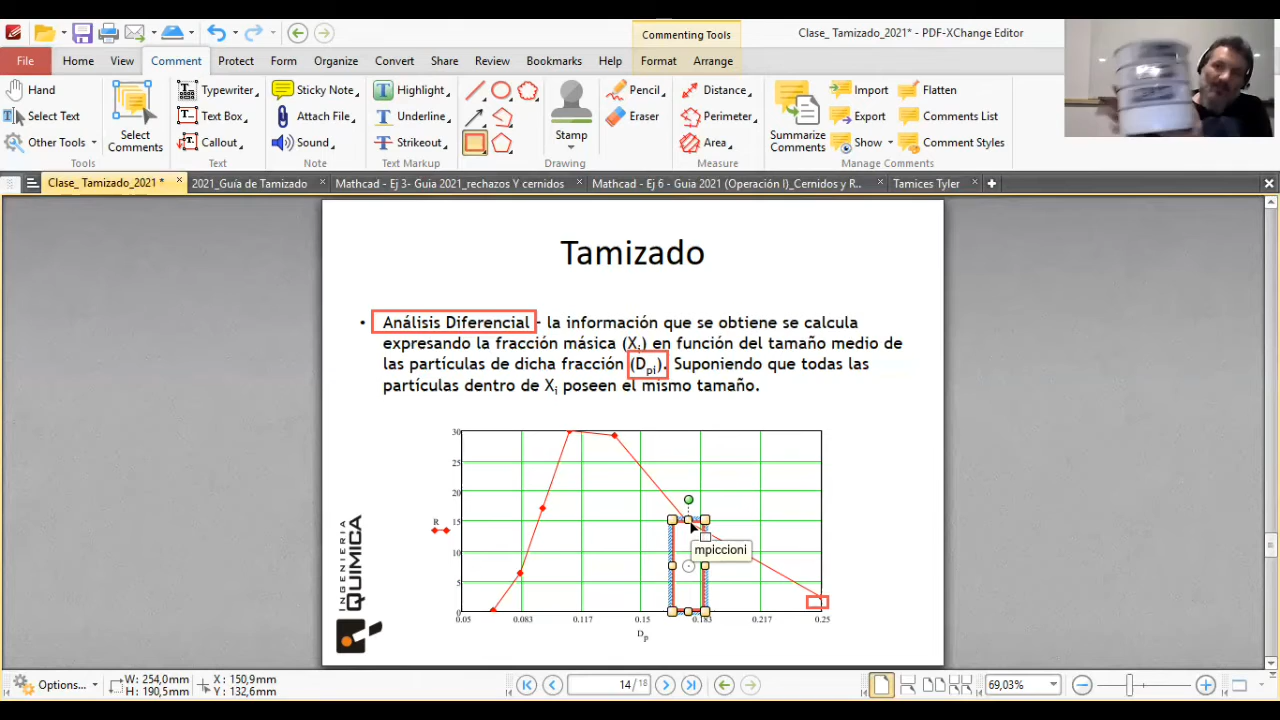 Commenting Tools
Clase_ Tamizado_2021* - PDF-XChange Editor
File Home View Comment Protect Form Organize Convert Share Review Bookmarks Help Format Arrange
Hand
Select Text
Other Tools
Tools
Select Comments
Typewriter
Text Box
Callout
Text
Sticky Note
Attach File
Sound
Note
Highlight
Underline
Strikeout
Text Markup
Drawing
Stamp
Pencil
Eraser
Distance
Perimeter
Area
Measure
Summarize Comments
Import
Export
Show
Flatten
Comments List
Comment Styles
Manage Comments
Clase_ Tamizado_2021 *
2021_Guía de Tamizado
Mathcad - Ej 3- Guia 2021_rechazos Y cernidos
Mathcad - Ej 6 - Guia 2021 (Operación I)_Cernidos y R...
Tamices Tyler
Tamizado
• Análisis Diferencial - la información que se obtiene se calcula
expresando la fracción másica (Xi) en función del tamaño medio de
las partículas de dicha fracción (Dpi). Suponiendo que todas las
partículas dentro de Xi poseen el mismo tamaño.
30
25
20
15
10
5
0
R
0.05 0.083 0.117 0.15 0.183 0.217 0.25
Dp
mpiccioni
INGENIERIA
QUIMICA
Options...
W: 254,0mm
H: 190,5mm
X: 150,9mm
Y: 132,6mm
14 / 16
69,03%